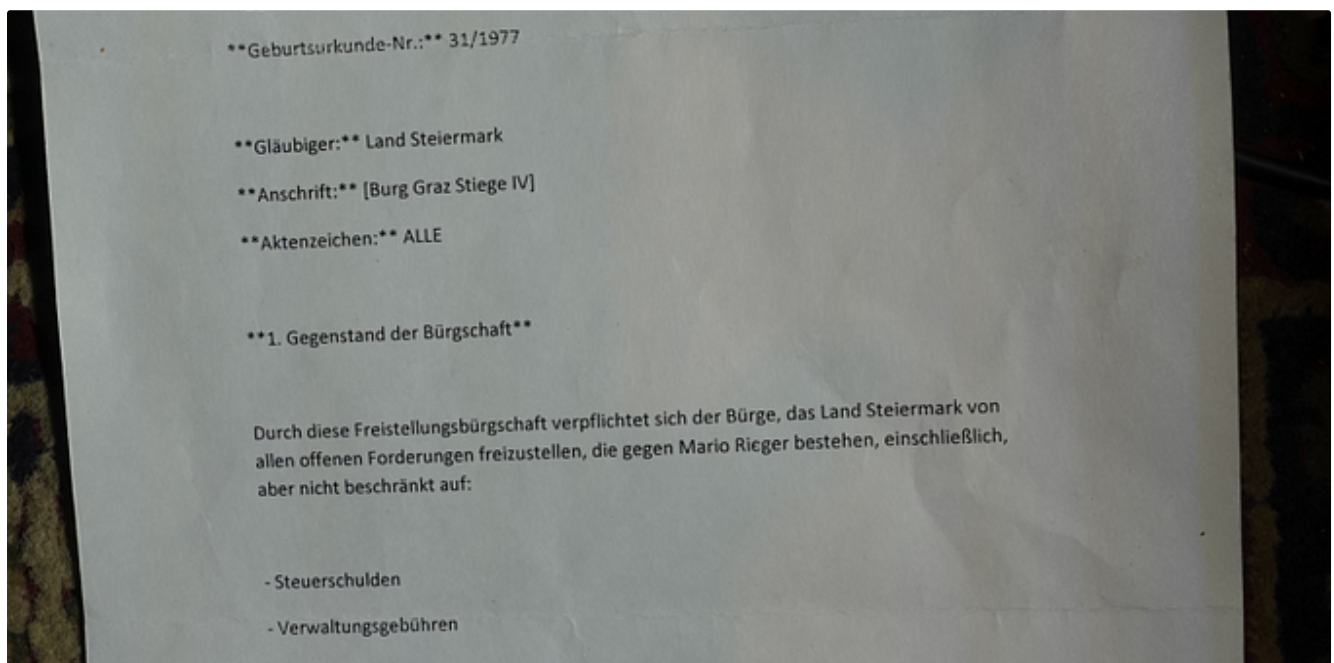 **Geburtsurkunde-Nr.:** 31/1977
**Gläubiger:** Land Steiermark
**Anschrift:** [Burg Graz Stiege IV]
**Aktenzeichen:** ALLE
**1. Gegenstand der Bürgschaft**
Durch diese Freistellungsbürgschaft verpflichtet sich der Bürge, das Land Steiermark von
allen offenen Forderungen freizustellen, die gegen Mario Rieger bestehen, einschließlich,
aber nicht beschränkt auf:
- Steuerschulden
- Verwaltungsgebühren